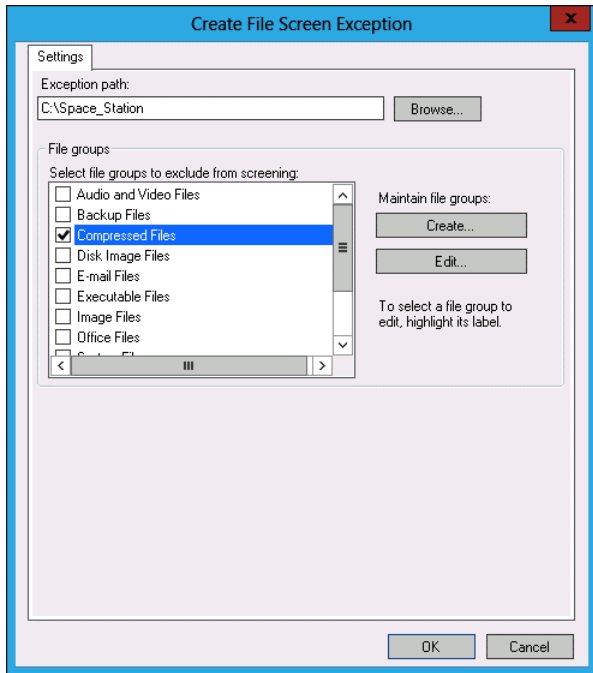 Create File Screen Exception
x
Settings
Exception path:
C:\Space_Station
Browse...
File groups
Select file groups to exclude from screening:
Audio and Video Files
Backup Files
Compressed Files
Disk Image Files
E-mail Files
Executable Files
Image Files
Office Files
Maintain file groups:
Create...
Edit...
To select a file group to
edit, highlight its label.
OK
Cancel